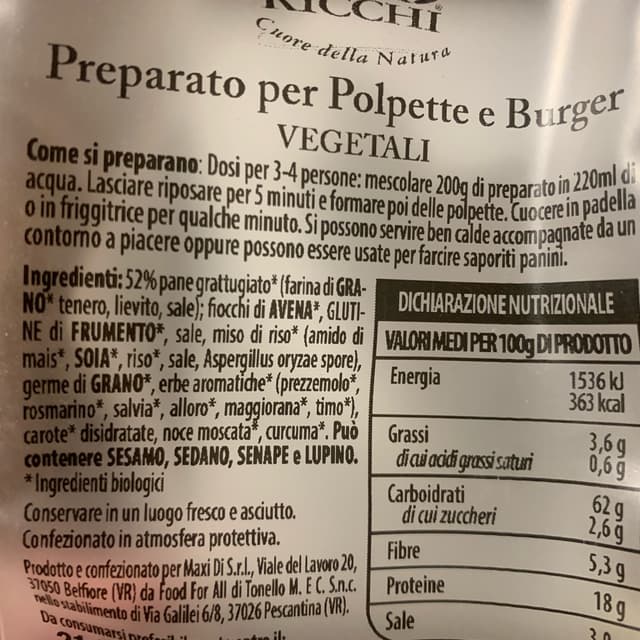 RICCHI
Cuore della Natura
Preparato per Polpette e Burger
VEGETALI
Come si preparano: Dosi per 3-4 persone: mescolare 200g di preparato in 220ml di
acqua. Lasciare riposare per 5 minuti e formare poi delle polpette. Cuocere in padella
o in friggitrice per qualche minuto. Si possono servire ben calde accompagnate da un
contorno a piacere oppure possono essere usate per farcire saporiti panini.
Ingredienti: 52% pane grattugiato* (farina di GRA-
NO* tenero, lievito, sale); fiocchi di AVENA*, GLUTI-
NE di FRUMENTO*, sale, miso di riso* (amido di
mais*, SOIA*, riso*, sale, Aspergillus oryzae spore),
germe di GRANO*, erbe aromatiche* (prezzemolo*,
rosmarino*, salvia*, alloro*, maggiorana*, timo*),
carote* disidratate, noce moscata*, curcuma*. Può
contenere SESAMO, SEDANO, SENAPE e LUPINO.
* Ingredienti biologici
Conservare in un luogo fresco e asciutto.
Confezionato in atmosfera protettiva.
Prodotto e confezionato per Maxi Di S.r.l., Viale del Lavoro 20,
37050 Belfiore (VR) da Food For All di Tonello M. E C. S.n.c.
nello stabilimento di Via Galilei 6/8, 37026 Pescantina (VR).
Da consumarsi
DICHIARAZIONE NUTRIZIONALE
VALORI MEDI PER 100g DI PRODOTTO
Energia 1536 kJ
363 kcal
Grassi 3,6 g
di cui acidi grassi saturi 0,6 g
Carboidrati 62 g
di cui zuccheri 2,6 g
Fibre 5,3 g
Proteine 18 g
Sale